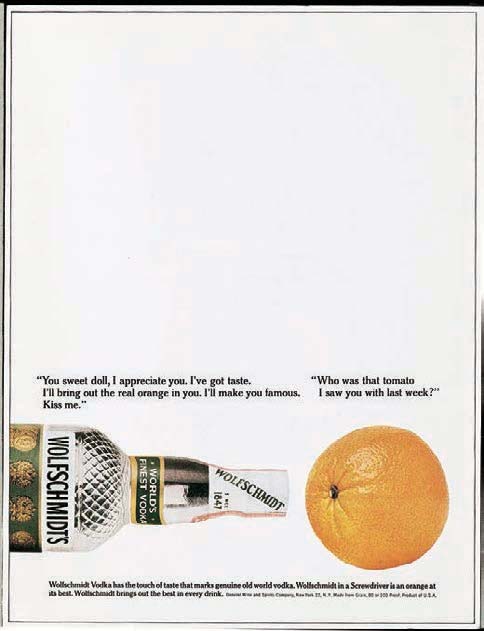 "You sweet doll, I appreciate you. I've got taste.
I'll bring out the real orange in you. I'll make you famous.
Kiss me."
"Who was that tomato
I saw you with last week?"
WOLFSCHMIDT'S
WORLD'S
FINEST VODKA
WOLFSCHMIDT
1847
Wolfschmidt Vodka has the touch of taste that marks genuine old world vodka. Wolfschmidt in a Screwdriver is an orange at
its best. Wolfschmidt brings out the best in every drink. General Wine and Spirits Company, New York 22, N.Y. Made from Grain, 80 or 100 Proof. Product of U.S.A.